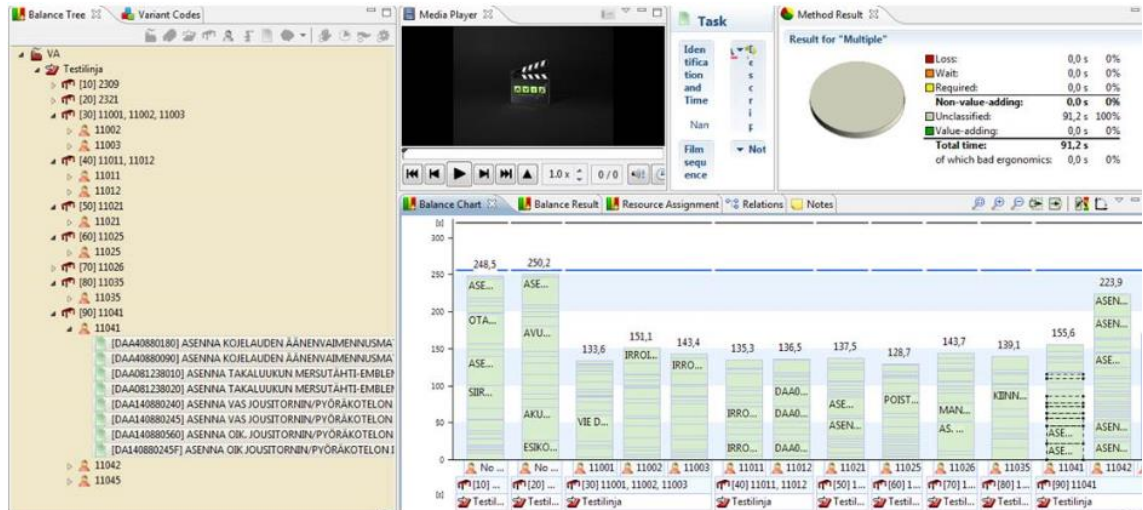 Balance Tree
Variant Codes
VA
Testilinja
[10] 2309
[20] 2321
[30] 11001, 11002, 11003
11002
11003
[40] 11011, 11012
11011
11012
[50] 11021
11021
[60] 11025
11025
[70] 11026
[80] 11035
11035
[90] 11041
11041
[DAA40880180] ASENNA KOJELAUDEN ÄÄNENVAIMENNUSMA
[DAA40880090] ASENNA KOJELAUDEN ÄÄNENVAIMENNUSMA
[DAA081238010] ASENNA TAKALUUKUN MERSUTÄHTI-EMBLEM
[DAA081238020] ASENNA TAKALUUKUN MERSUTÄHTI-EMBLEM
[DAA140880240] ASENNA VAS JOUSITORNIN/PYÖRÄKOTELON
[DAA140880245] ASENNA VAS JOUSITORNIN/PYÖRÄKOTELON
[DAA140880560] ASENNA OIK. JOUSITORNIN/PYÖRÄKOTELON
[DA140880245F] ASENNA OIK JOUSITORNIN/PYÖRÄKOTELON I
11042
11045
Media Player
AVIX
1.0 x
0 / 0
Task
Iden
tifica
tion
and
Time
Nan
Film
sequ
ence
e
s
c
r
i
p
Not
Method Result
Result for "Multiple"
Loss: 0,0 s 0%
Wait: 0,0 s 0%
Required: 0,0 s 0%
Non-value-adding: 0,0 s 0%
Unclassified: 91,2 s 100%
Value-adding: 0,0 s 0%
Total time: 91,2 s
of which bad ergonomics: 0,0 s 0%
Balance Chart
Balance Result
Resource Assignment
Relations
Notes
[s]
300
250
200
150
100
50
0
248,5 250,2 133,6 151,1 143,4 135,3 136,5 137,5 128,7 143,7 139,1 155,6 223,9
ASE... OTA... ASE... SIIR...
ASE... AVU... AKU... ESIKO...
VIE D...
IRROI...
IRRO...
IRRO... IRRO...
DAA0... DAA0... DAA0...
ASE... ASEN...
POIST...
MAN... AS. ...
KIINN...
ASE... ASE...
ASEN... ASEN... ASE... ASEN... ASEN...
No ... No ... 11001 11002 11003 11011 11012 11021 11025 11026 11035 11041 11042
[10] ... [20] ... [30] 11001, 11002, 11003 [40] 11011, 11012 [50] 1... [60] 1... [70] 1... [80] 1... [90] 11041
[s] Testil... Testil... Testilinja Testilinja Testil... Testil... Testil... Testil... Testilinja